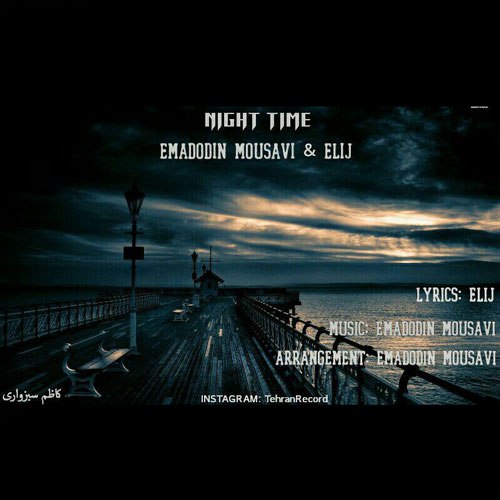 NIGHT TIME
EMADODIN MOUSAVI & ELIJ
LYRICS: ELIJ
MUSIC: EMADODIN MOUSAVI
ARRANGEMENT: EMADODIN MOUSAVI
کاظم سبزواری
INSTAGRAM: TehranRecord